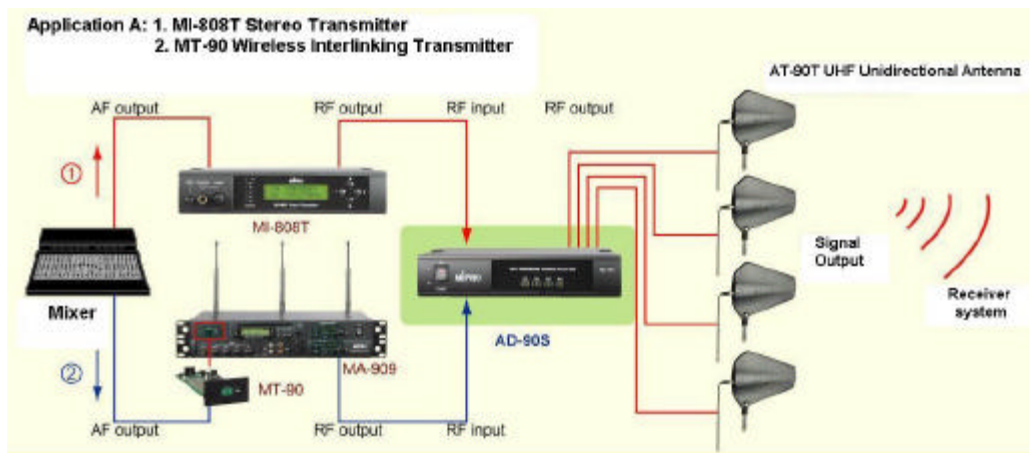 Application A: 1. MI-808T Stereo Transmitter
2. MT-90 Wireless Interlinking Transmitter
AT-90T UHF Unidirectional Antenna
AF output
RF output
RF input
RF output
①
MI-808T
Mixer
MIPRO
AD-90S
Signal
Output
Receiver
system
②
MT-90
MA-909
AF output
RF output
RF input